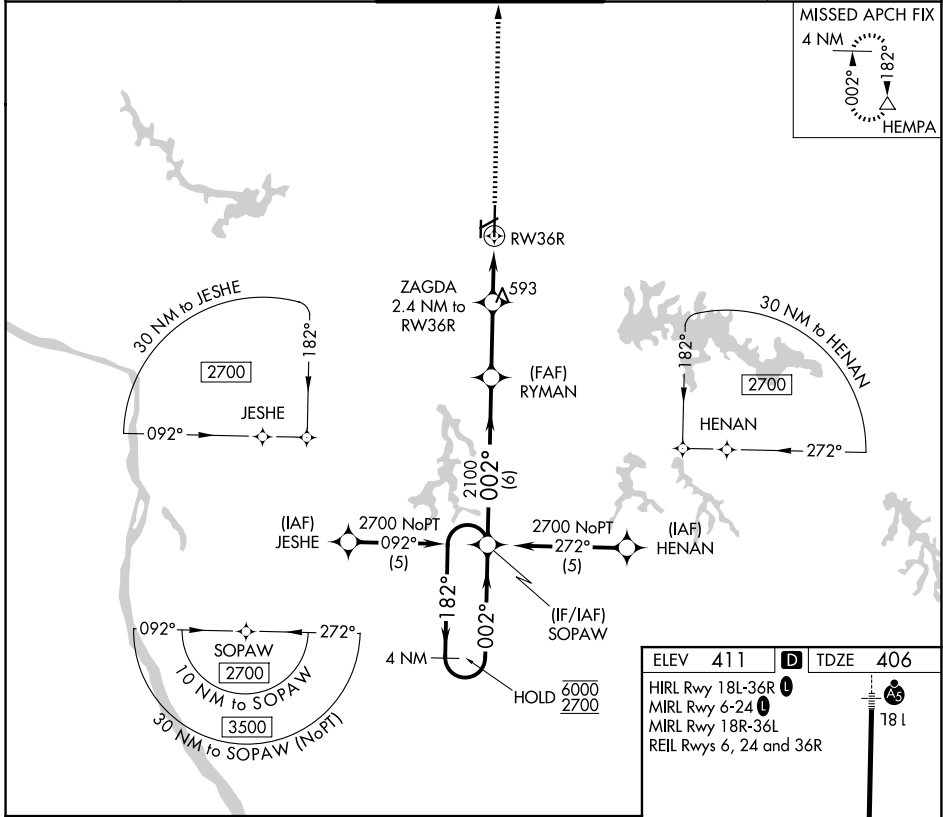 MISSED APCH FIX
4 NM
002°
182°
HEMPA
RW36R
ZAGDA
2.4 NM to
RW36R
593
(FAF)
RYMAN
30 NM to JESHE
2700
182°
JESHE
092°
30 NM to HENAN
182°
2700
HENAN
272°
2100
002°
(6)
(IAF)
JESHE
2700 NoPT
092°
(5)
2700 NoPT
272°
(5)
(IAF)
HENAN
182°
002°
(IF/IAF)
SOPAW
4 NM
HOLD 6000
2700
092°
272°
SOPAW
2700
10 NM to SOPAW
3500
30 NM to SOPAW (NoPT)
ELEV 411 D TDZE 406
HIRL Rwy 18L-36R L
MIRL Rwy 6-24 L
MIRL Rwy 18R-36L
REIL Rwys 6, 24 and 36R
A5
18L